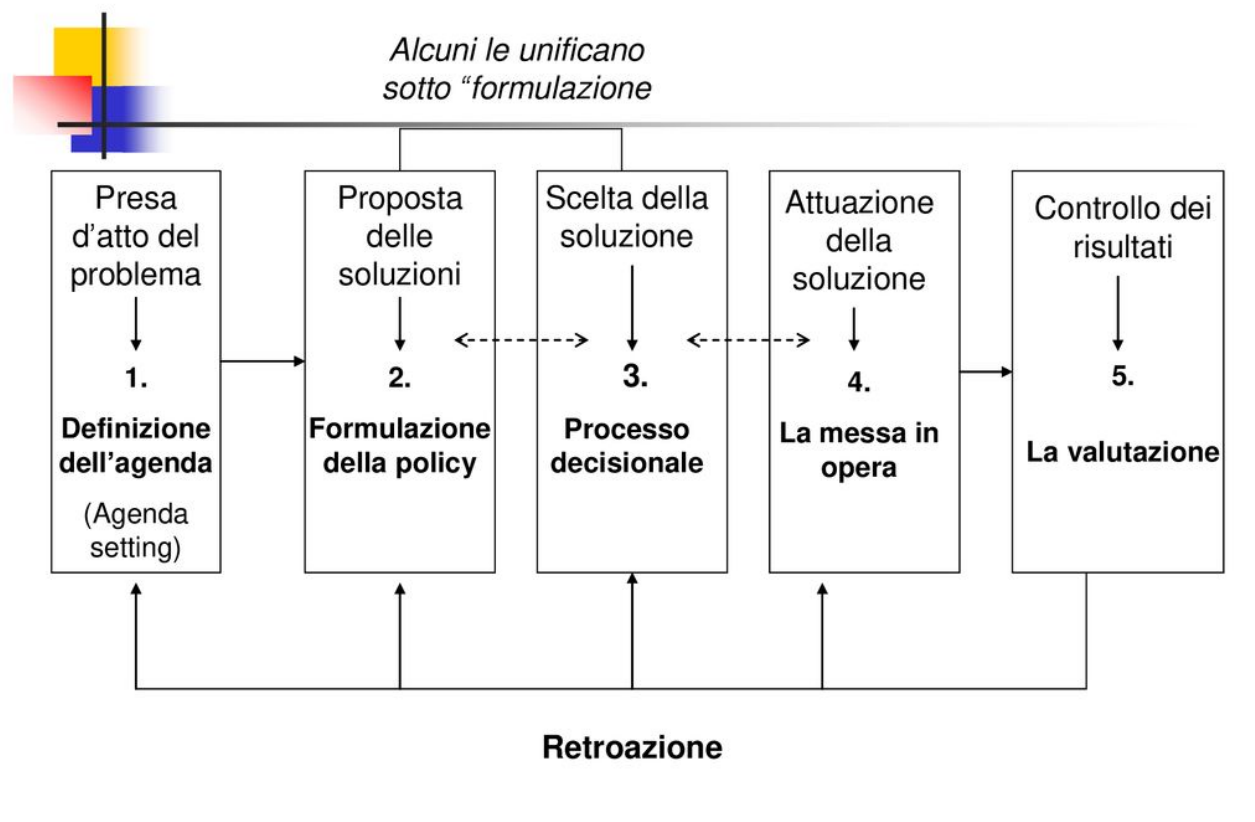 Alcuni le unificano
sotto “formulazione
Presa
d’atto del
problema
1.
Definizione
dell’agenda
(Agenda
setting)
Proposta
delle
soluzioni
2.
Formulazione
della policy
Scelta della
soluzione
3.
Processo
decisionale
Attuazione
della
soluzione
4.
La messa in
opera
Controllo dei
risultati
5.
La valutazione
Retroazione